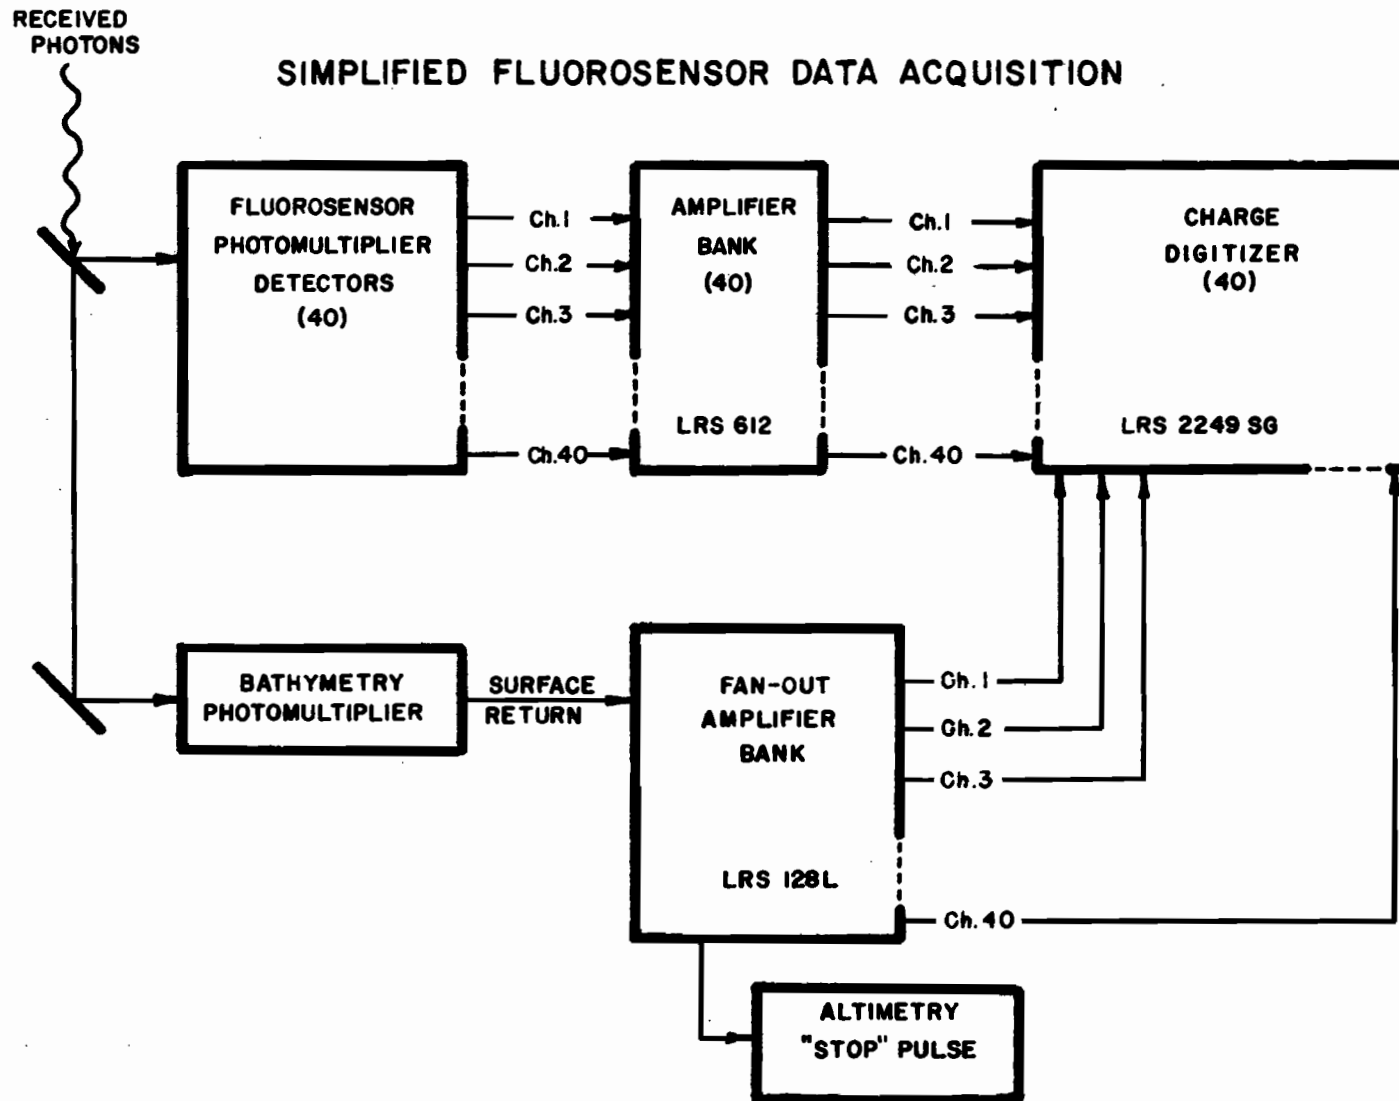 RECEIVED
PHOTONS
SIMPLIFIED FLUOROSENSOR DATA ACQUISITION
FLUOROSENSOR
PHOTOMULTIPLIER
DETECTORS
(40)
Ch.1
Ch.2
Ch.3
Ch.40
AMPLIFIER
BANK
(40)
LRS 612
Ch.1
Ch.2
Ch.3
Ch.40
CHARGE
DIGITIZER
(40)
LRS 2249 SG
BATHYMETRY
PHOTOMULTIPLIER
SURFACE
RETURN
FAN-OUT
AMPLIFIER
BANK
LRS 128L
Ch.1
Ch.2
Ch.3
Ch.40
ALTIMETRY
"STOP" PULSE